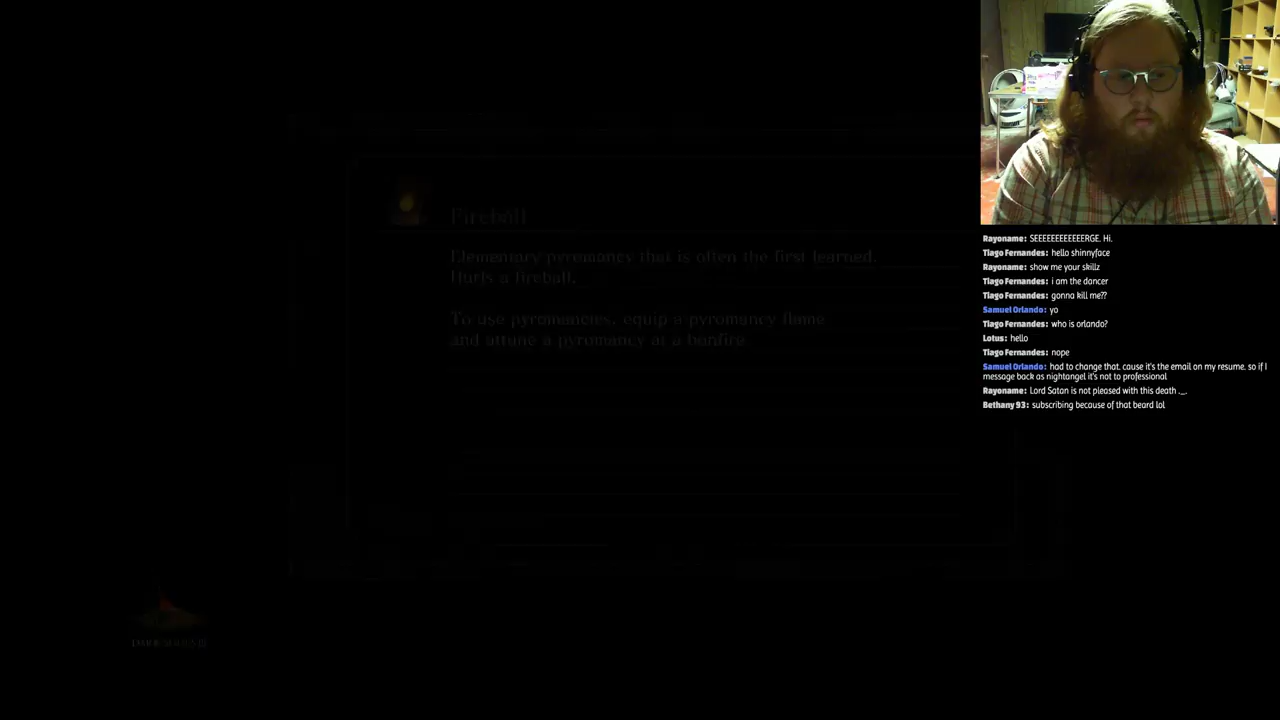 Fireball
Elementary pyromancy that is often the first learned.
Hurls a fireball.
To use pyromancies, equip a pyromancy flame
and attune a pyromancy at a bonfire
DARK SOULS III
Rayoname: SEEEEEEEEEEERGE. Hi.
Tiago Fernandes: hello shinnyface
Rayoname: show me your skillz
Tiago Fernandes: i am the dancer
Tiago Fernandes: gonna kill me??
Samuel Orlando: yo
Tiago Fernandes: who is orlando?
Lotus: hello
Tiago Fernandes: nope
Samuel Orlando: had to change that. cause it's the email on my resume. so if I
message back as nightangel it's not to professional
Rayoname: Lord Satan is not pleased with this death ._.
Bethany 93: subscribing because of that beard lol